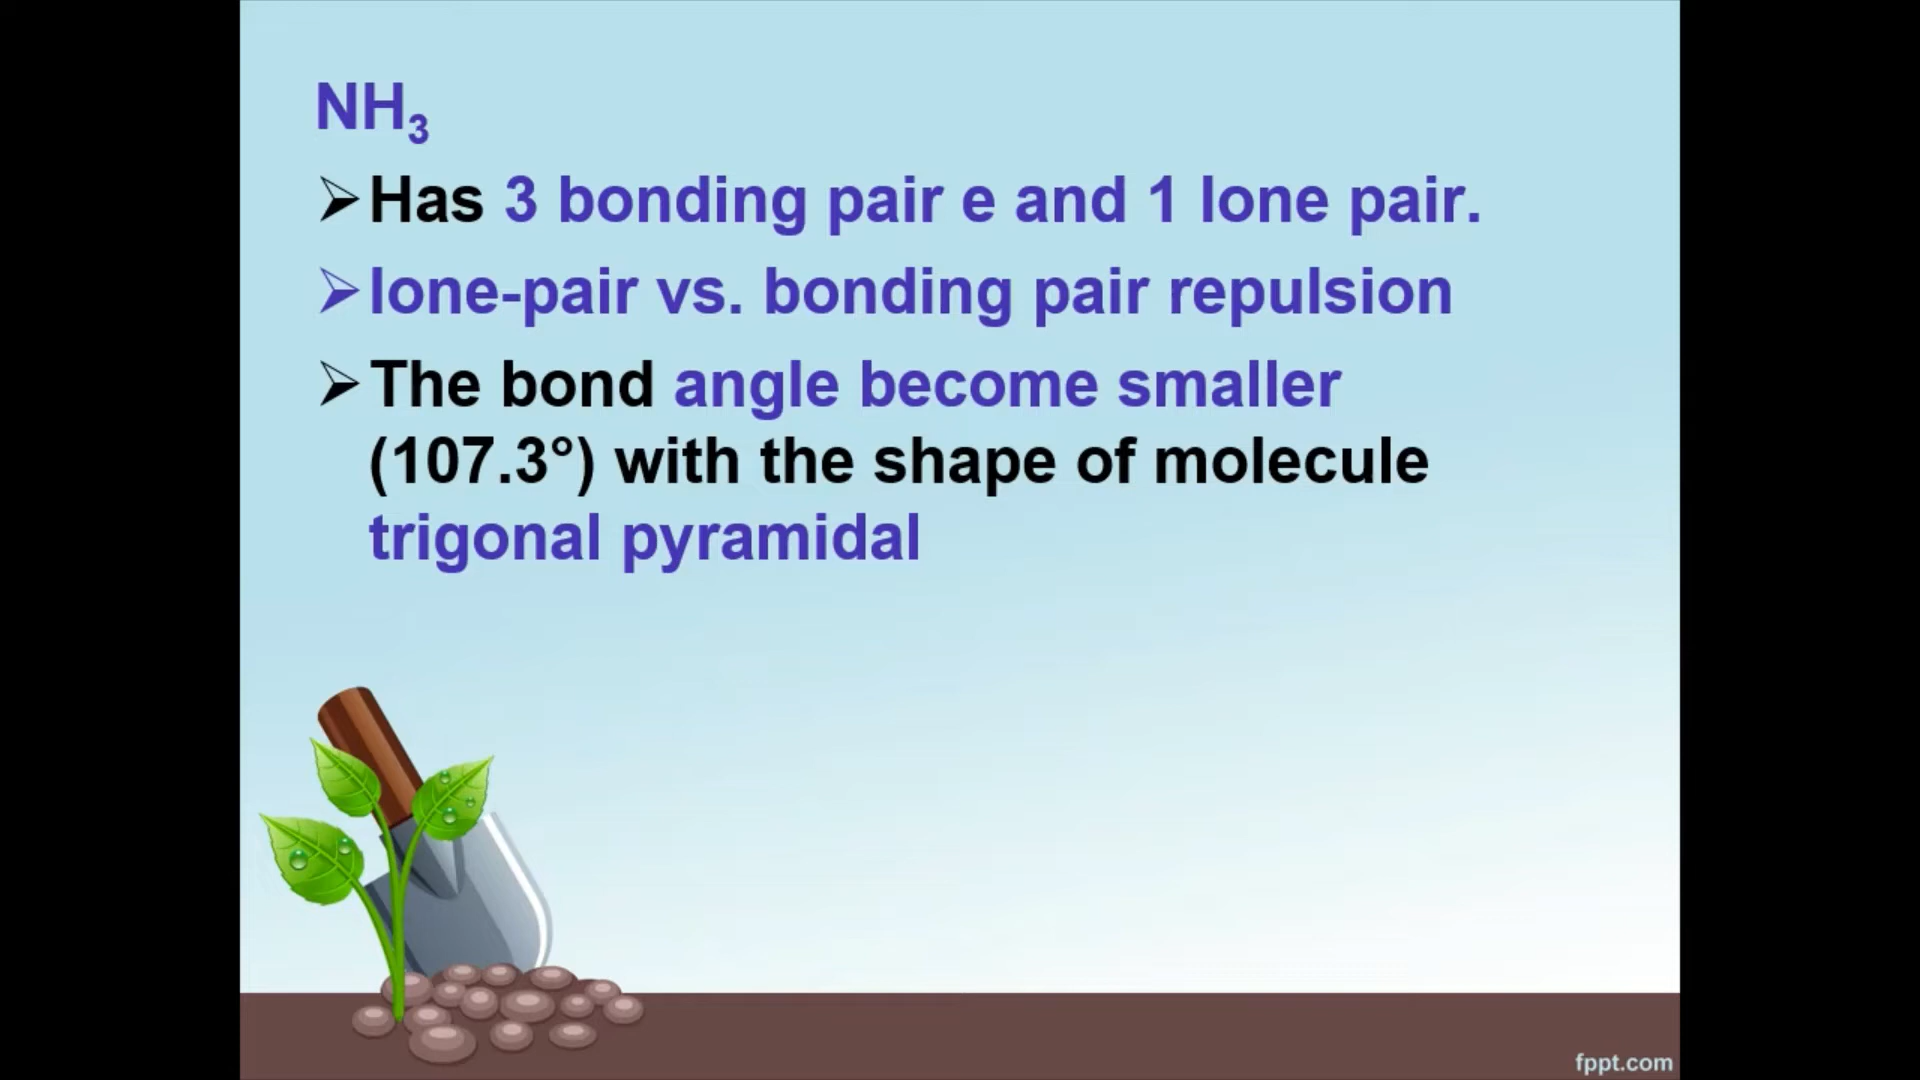 NH₃
➢Has 3 bonding pair e and 1 lone pair.
➢lone-pair vs. bonding pair repulsion
➢The bond angle become smaller
(107.3°) with the shape of molecule
trigonal pyramidal
fppt.com